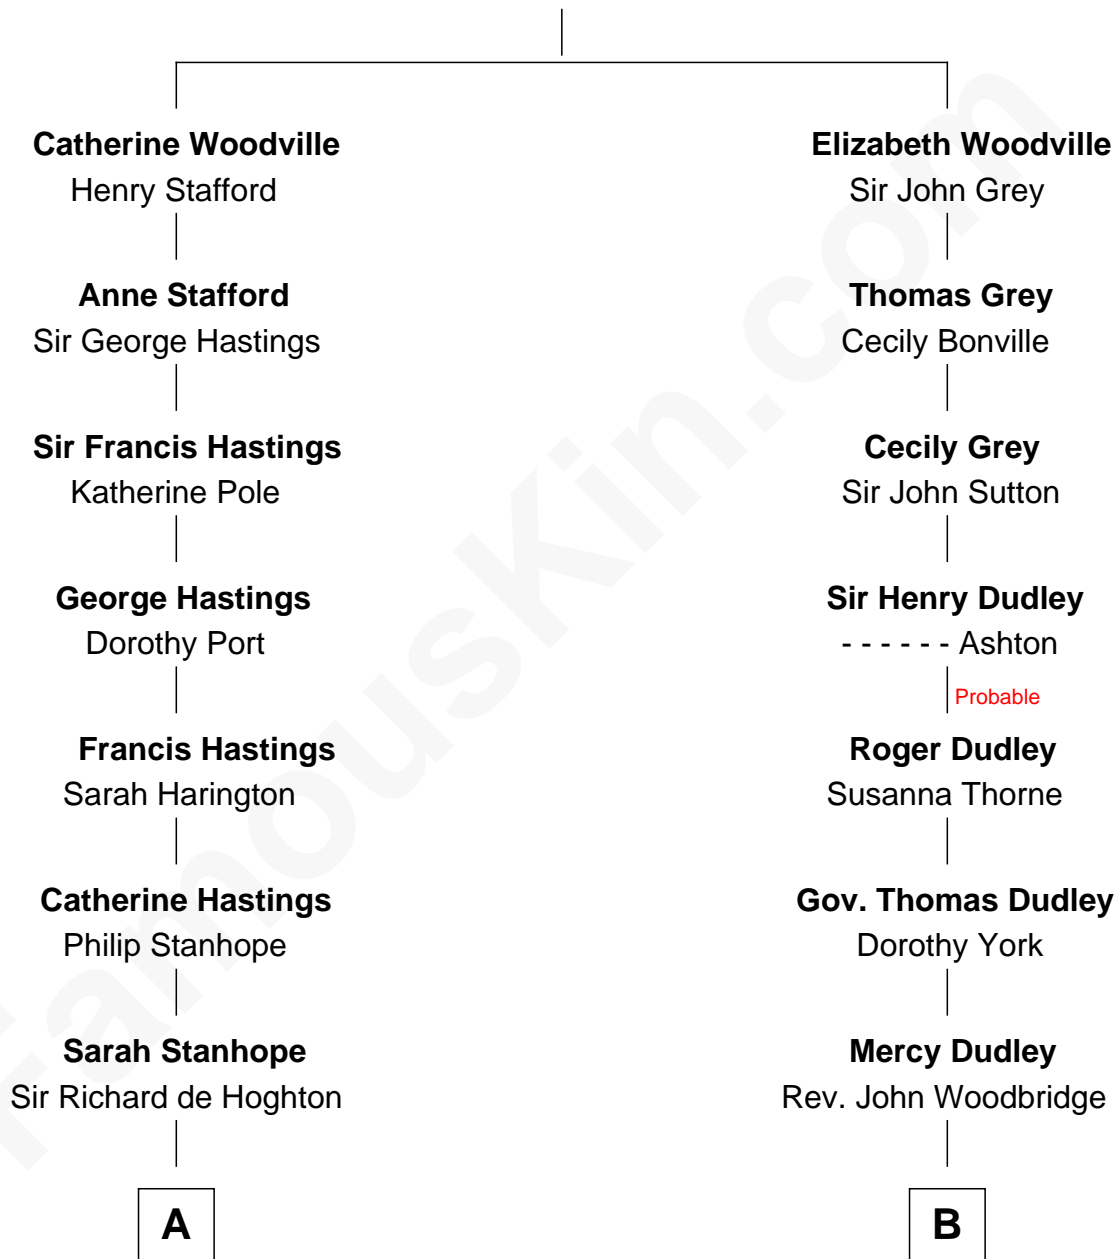 Catherine Woodville
Henry Stafford
Anne Stafford
Sir George Hastings
Sir Francis Hastings
Katherine Pole
George Hastings
Dorothy Port
Francis Hastings
Sarah Harington
Catherine Hastings
Philip Stanhope
Sarah Stanhope
Sir Richard de Hoghton
A
Elizabeth Woodville
Sir John Grey
Thomas Grey
Cecily Bonville
Cecily Grey
Sir John Sutton
Sir Henry Dudley
- - - - - - Ashton
Probable
Roger Dudley
Susanna Thorne
Gov. Thomas Dudley
Dorothy York
Mercy Dudley
Rev. John Woodbridge
B
FamousKin.com